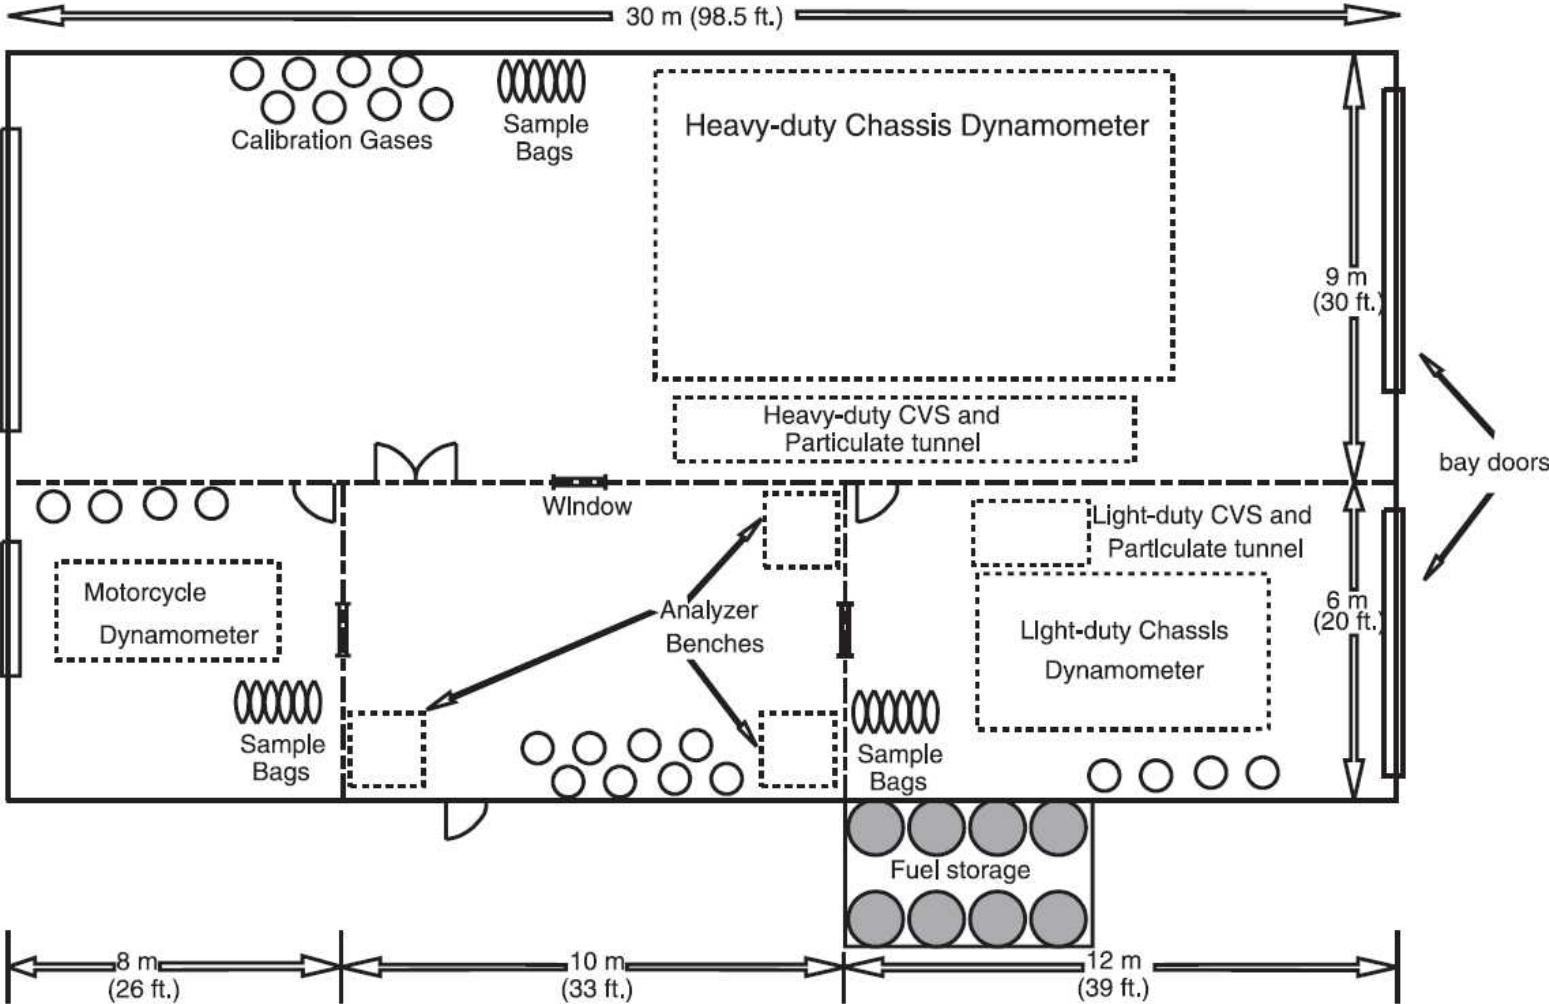 30 m (98.5 ft.)
Calibration Gases
Sample
Bags
Heavy-duty Chassis Dynamometer
9 m
(30 ft.)
Heavy-duty CVS and
Particulate tunnel
bay doors
WIndow
Light-duty CVS and
Partlculate tunnel
Motorcycle
Dynamometer
Analyzer
Benches
6 m
(20 ft.)
LIght-duty Chassls
Dynamometer
Sample
Bags
Sample
Bags
Fuel storage
8 m
(26 ft.)
10 m
(33 ft.)
12 m
(39 ft.)